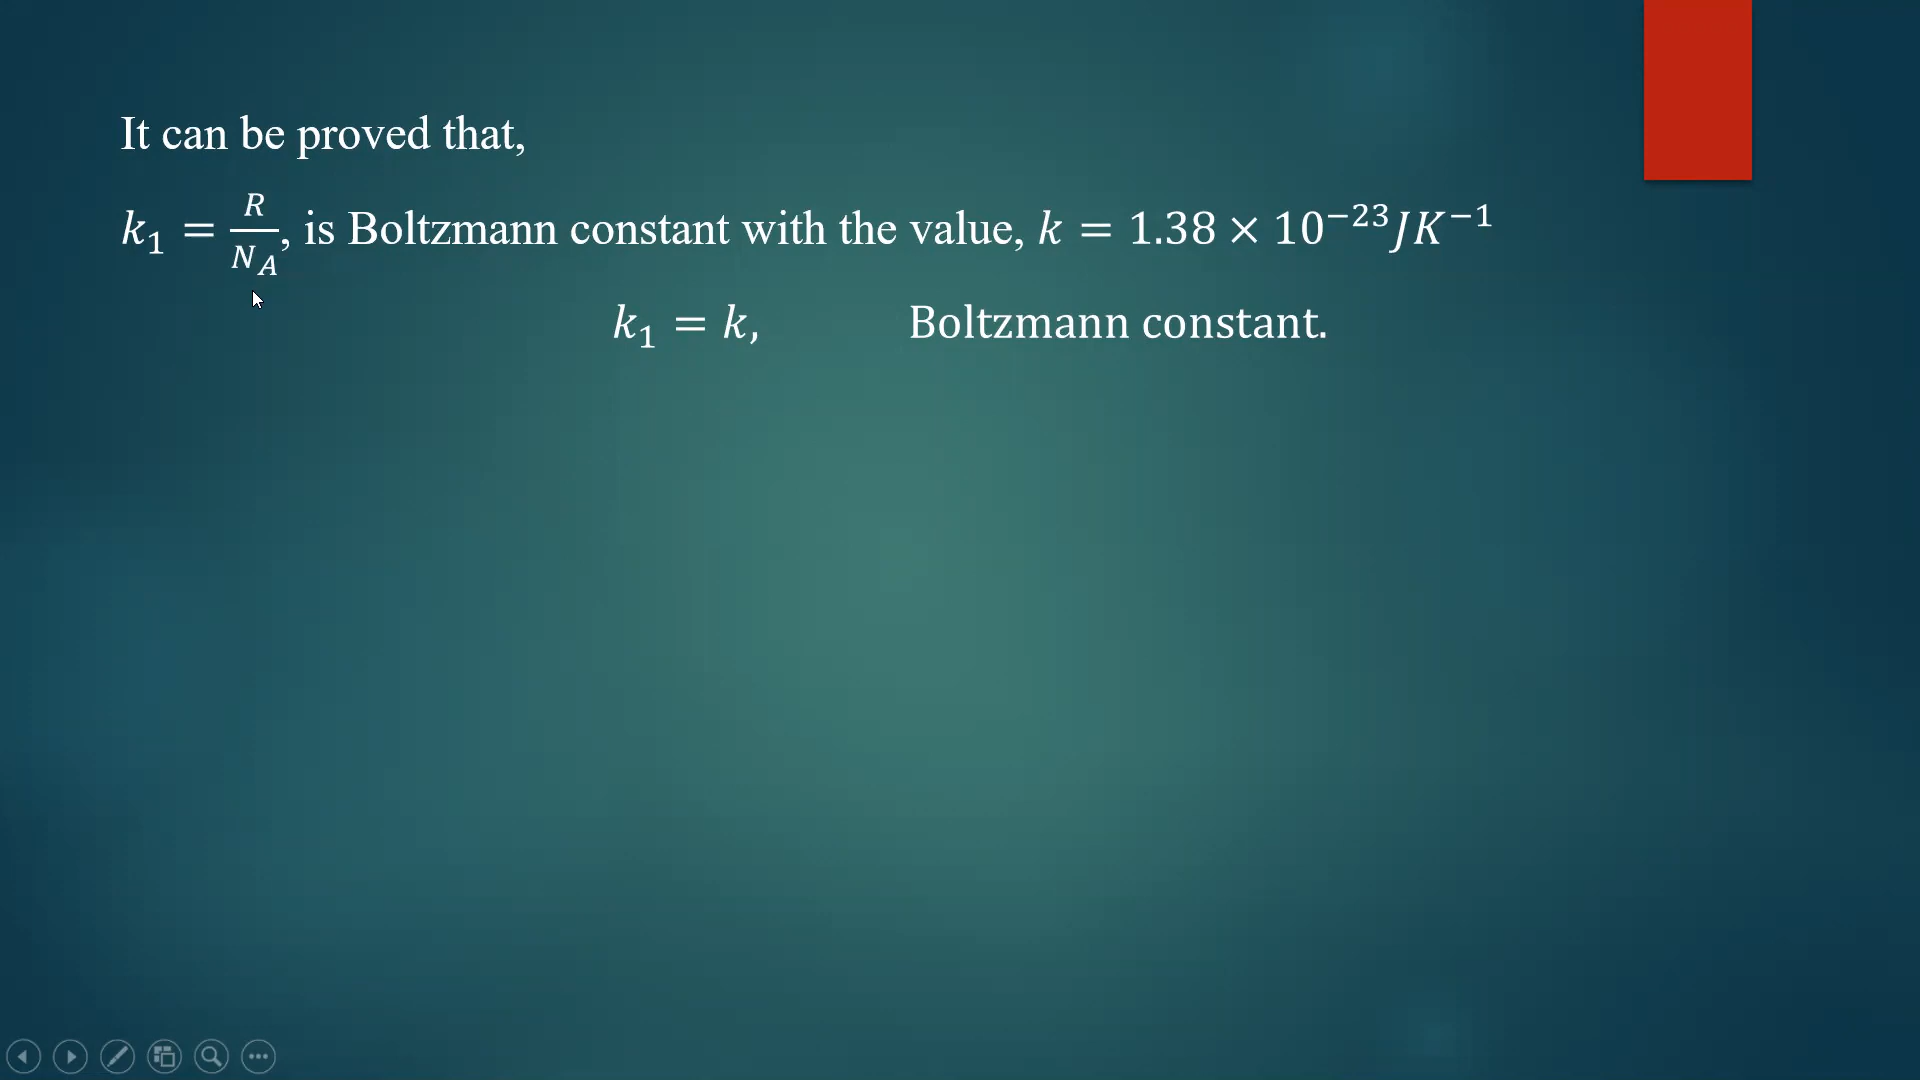 It can be proved that,
k₁ = R/N_A, is Boltzmann constant with the value, k = 1.38 × 10⁻²³JK⁻¹
k₁ = k, Boltzmann constant.